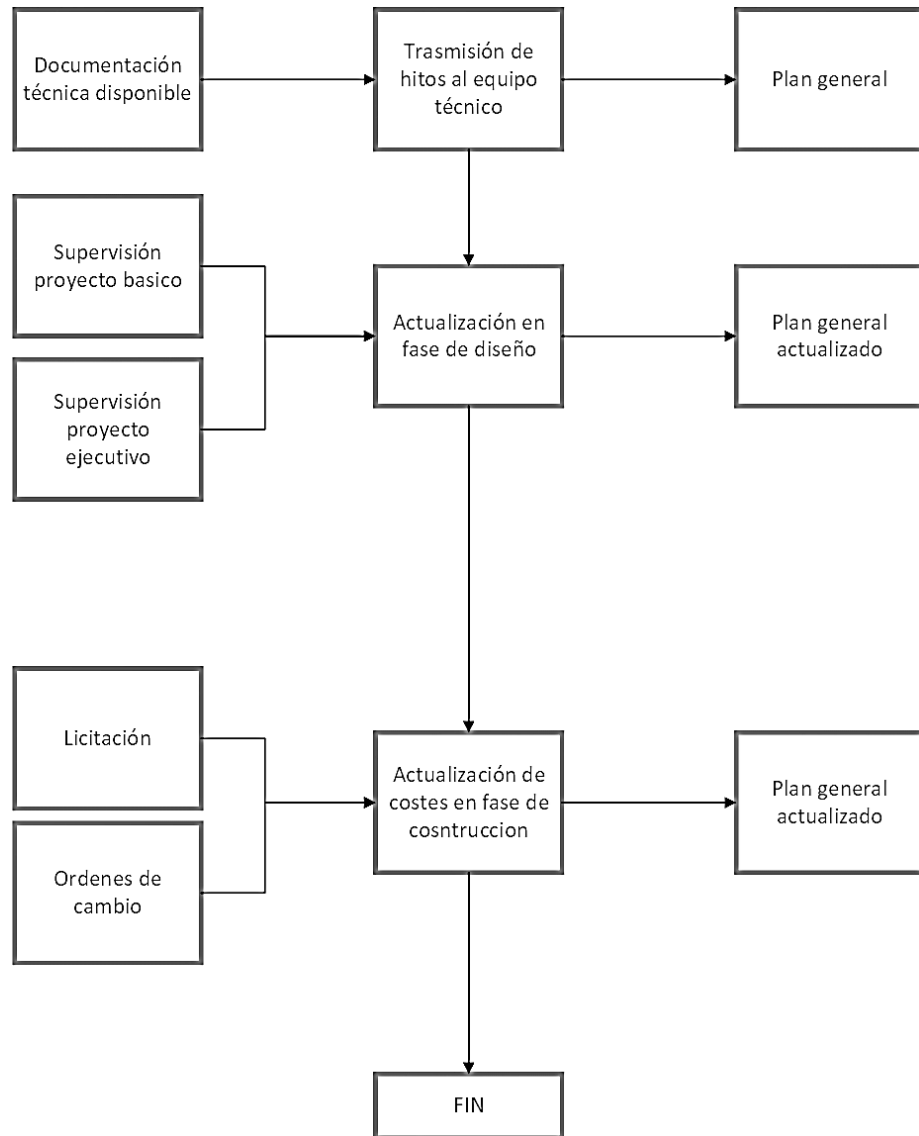 Documentación
técnica disponible
Trasmisión de
hitos al equipo
técnico
Plan general
Supervisión
proyecto basico
Actualización en
fase de diseño
Plan general
actualizado
Supervisión
proyecto
ejecutivo
Licitación
Actualización de
costes en fase de
cosntruccion
Plan general
actualizado
Ordenes de
cambio
FIN